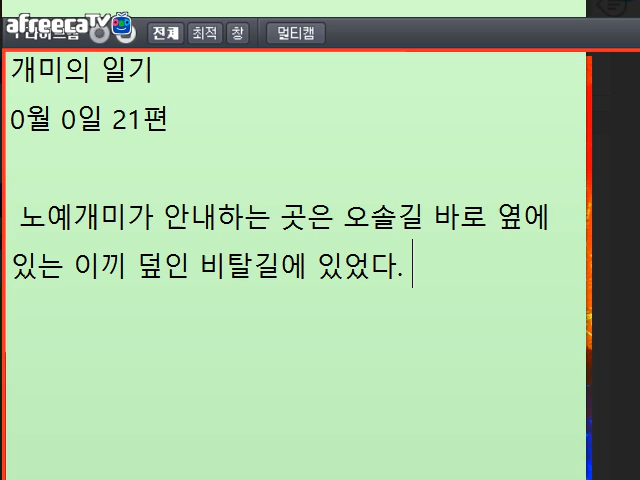 afreecaTV
전체 최적 창 멀티캠
개미의 일기
0월 0일 21편
노예개미가 안내하는 곳은 오솔길 바로 옆에
있는 이끼 덮인 비탈길에 있었다.